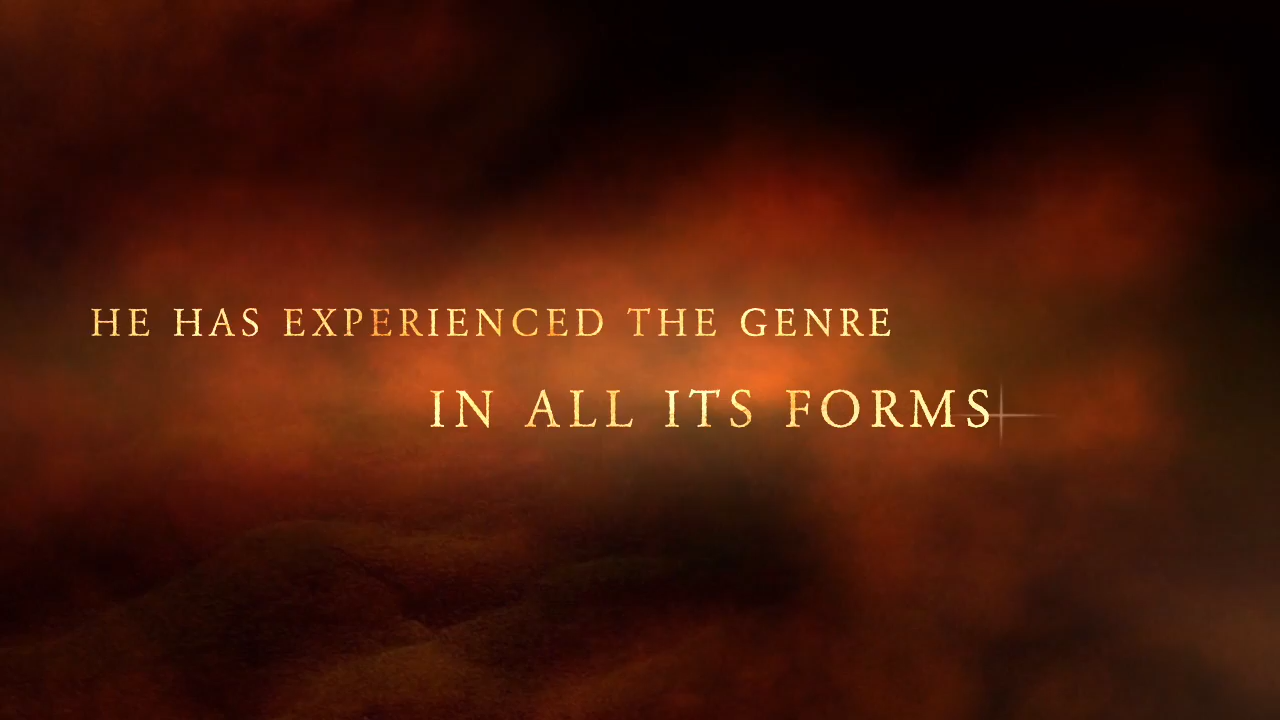 HE HAS EXPERIENCED THE GENRE
IN ALL ITS FORMS